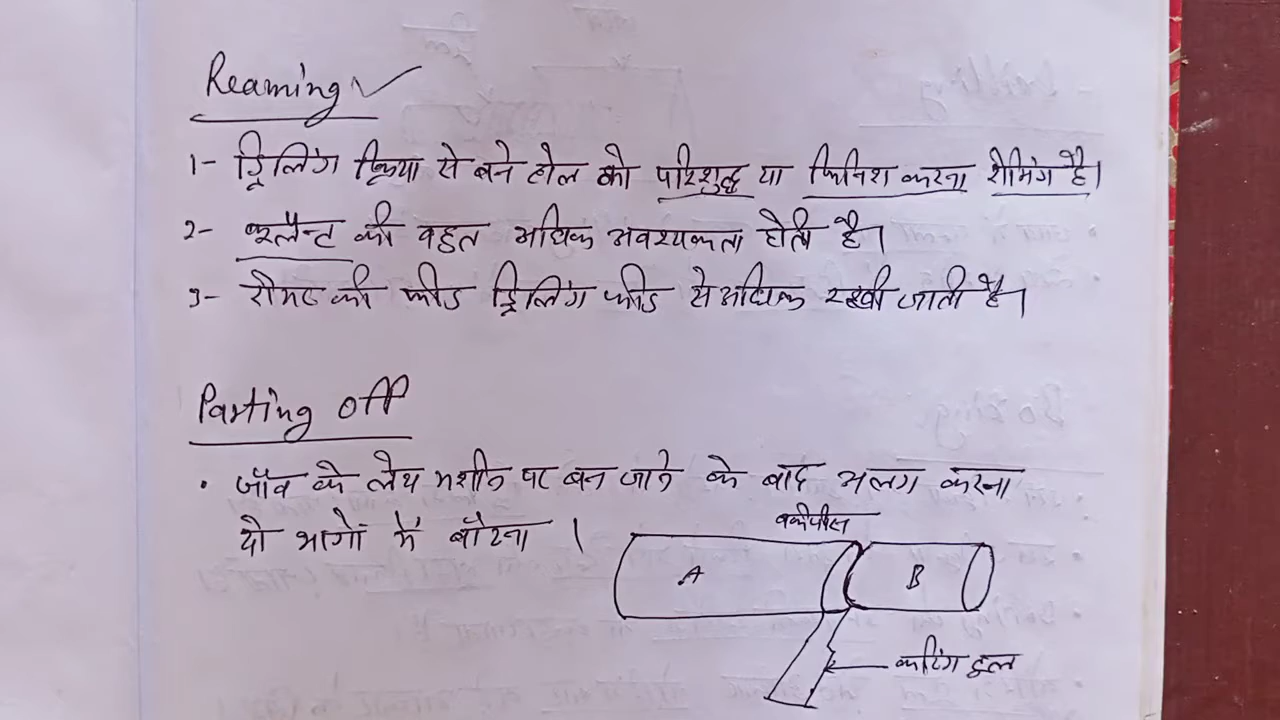 Reaming
1- ड्रिलिंग क्रिया से बने होल को परिशुद्ध या फिनिश करना रीमिंग है।
2- कूलैन्ट की बहुत अधिक अवश्यकता होती है।
3- रीमर की फीड ड्रिलिंग फीड से अधिक रखी जाती है।
Parting off
• जॉब के लेथ मशीन पर बन जाने के बाद अलग करना
दो भागों में बाँटना ।
वर्कपीस
A
B
कटिंग टूल